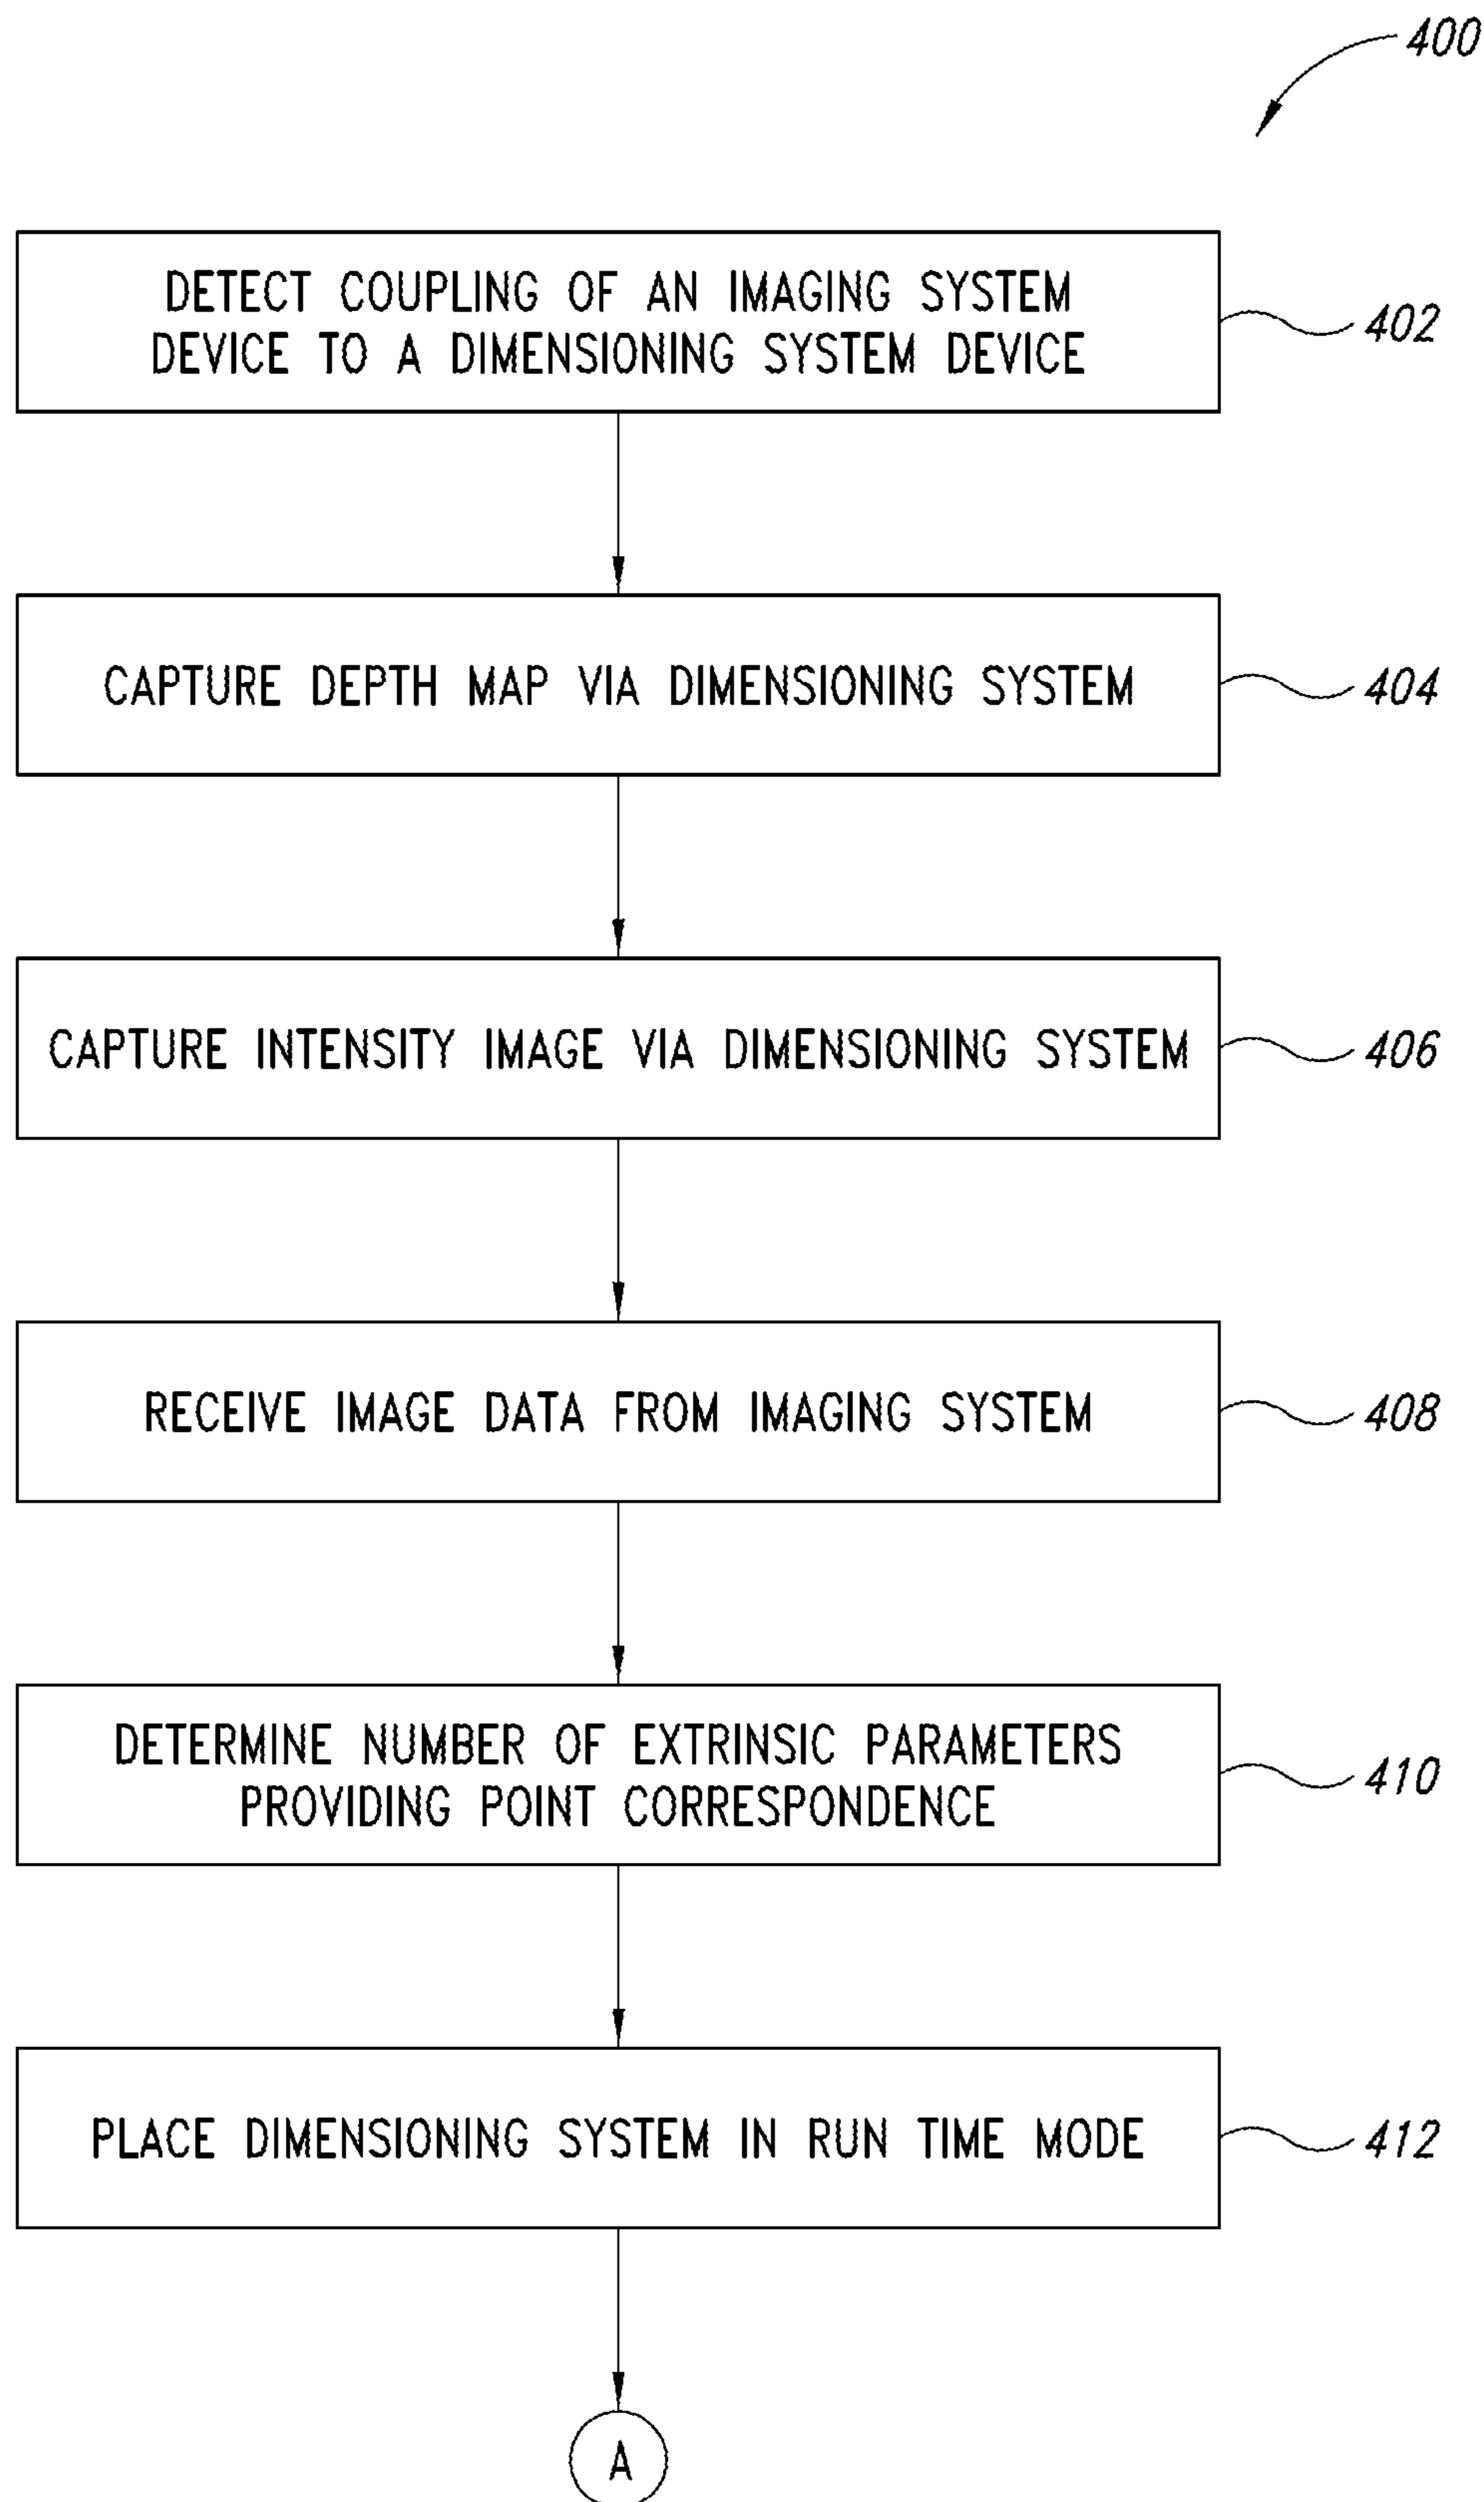 400
DETECT COUPLING OF AN IMAGING SYSTEM
DEVICE TO A DIMENSIONING SYSTEM DEVICE
402
CAPTURE DEPTH MAP VIA DIMENSIONING SYSTEM
404
CAPTURE INTENSITY IMAGE VIA DIMENSIONING SYSTEM
406
RECEIVE IMAGE DATA FROM IMAGING SYSTEM
408
DETERMINE NUMBER OF EXTRINSIC PARAMETERS
PROVIDING POINT CORRESPONDENCE
410
PLACE DIMENSIONING SYSTEM IN RUN TIME MODE
412
A